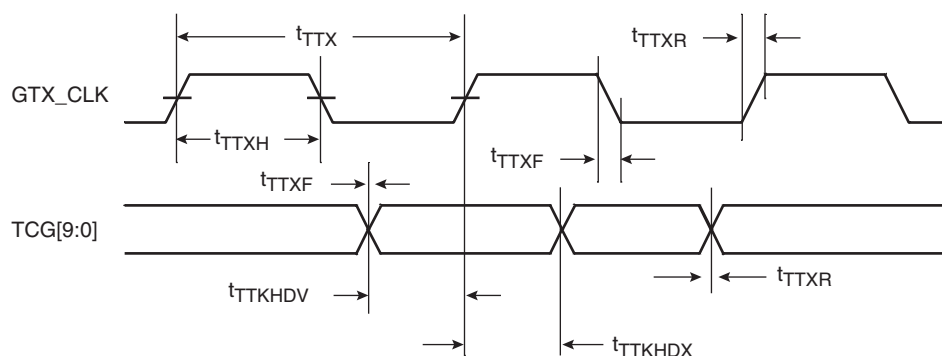 tTTX
tTTXR
GTX_CLK
tTTXH
tTTXF
tTTXF
TCG[9:0]
tTTXR
tTTKHDV
tTTKHDX